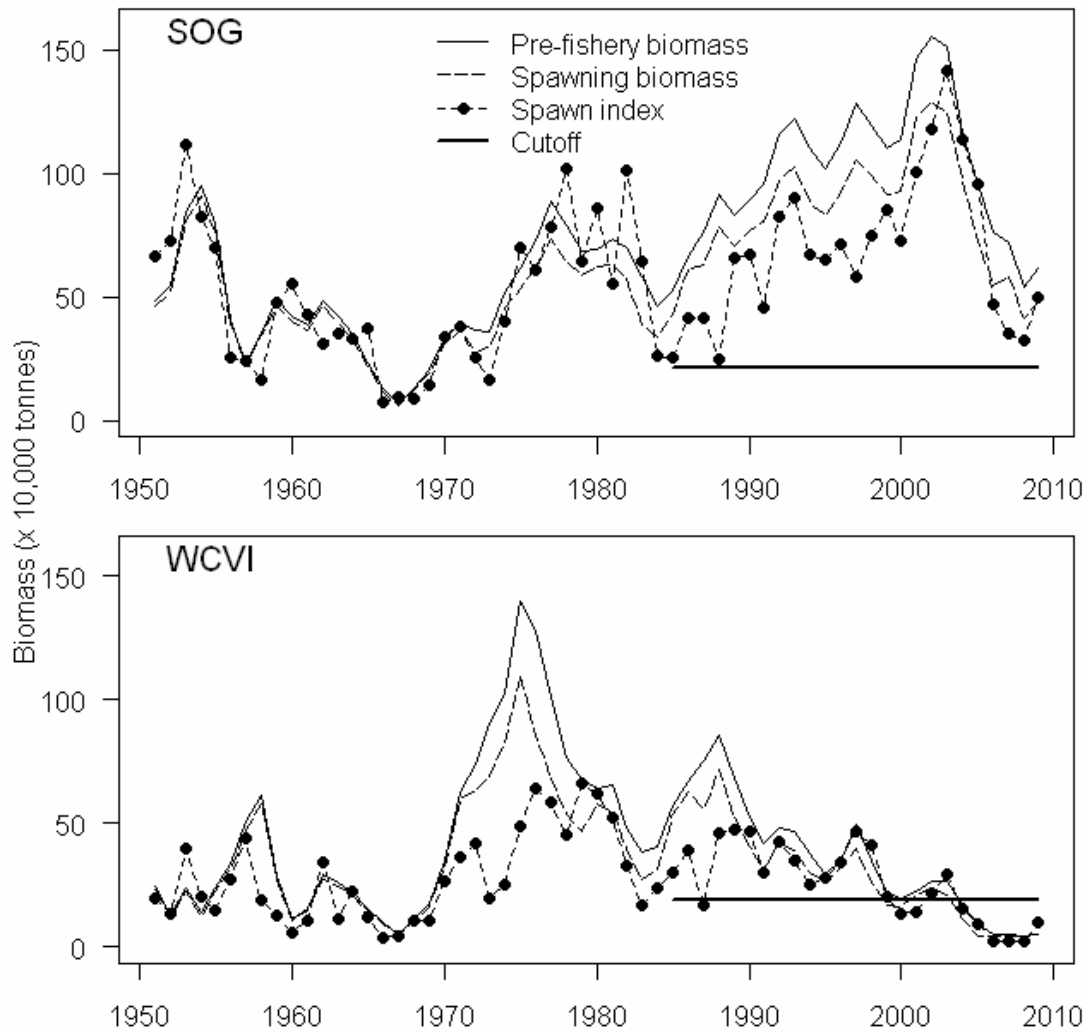 SOG
Pre-fishery biomass
Spawning biomass
Spawn index
Cutoff
150
100
50
0
1950 1960 1970 1980 1990 2000 2010
Biomass (x 10,000 tonnes)
WCVI
150
100
50
0
1950 1960 1970 1980 1990 2000 2010